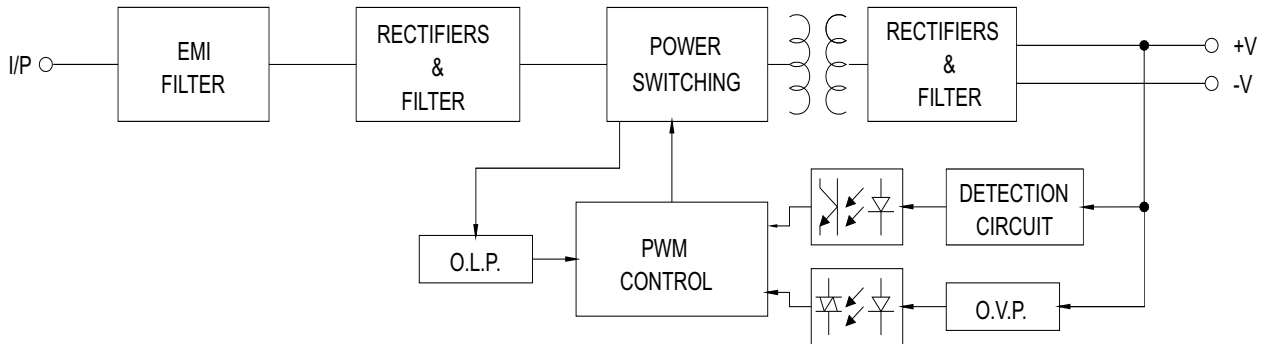 I/P
EMI
FILTER
RECTIFIERS
&
FILTER
POWER
SWITCHING
RECTIFIERS
&
FILTER
+V
-V
DETECTION
CIRCUIT
O.L.P.
PWM
CONTROL
O.V.P.